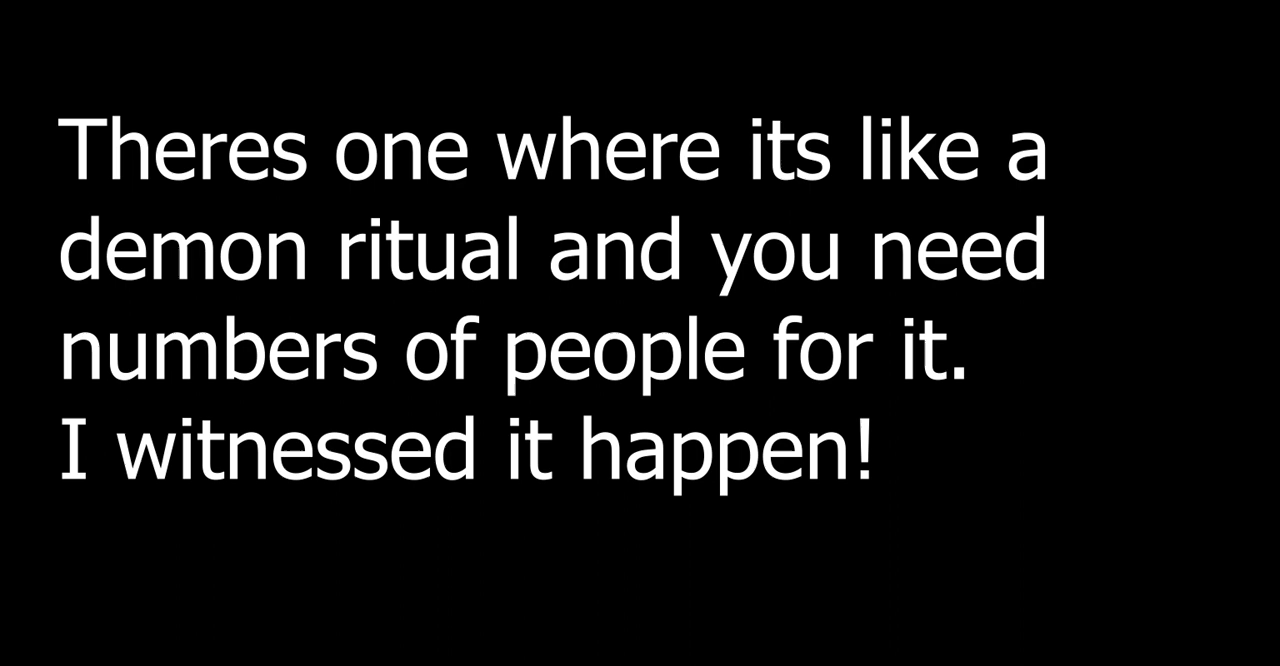 Theres one where its like a
demon ritual and you need
numbers of people for it.
I witnessed it happen!